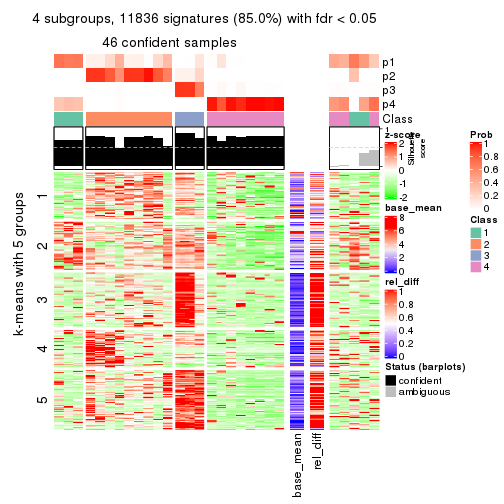 4 subgroups, 11836 signatures (85.0%) with fdr < 0.05
46 confident samples
p1
p2
p3
p4
Class
1
Silhouette
score
k-means with 5 groups
1
2
3
4
5
base_mean
rel_diff
z-score
2
1
0
-1
-2
base_mean
8
6
4
2
0
rel_diff
1
0.8
0.6
0.4
0.2
0
Status (barplots)
confident
ambiguous
Prob
1
0.8
0.6
0.4
0.2
0
Class
1
2
3
4